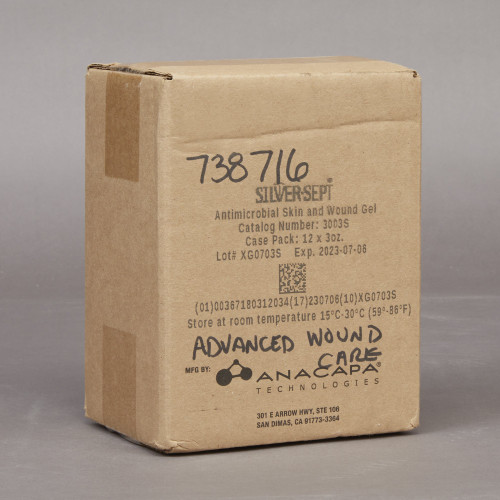 738716
SILVER-SEPT®
Antimicrobial Skin and Wound Gel
Catalog Number: 3003S
Case Pack: 12 x 3oz.
Lot# XG0703S Exp. 2023-07-06
(01)00367180312034(17)230706(10)XG0703S
Store at room temperature 15°C-30°C (59°-86°F)
ADVANCED WOUND
CARE
MFG BY: ANACAPA®
TECHNOLOGIES
301 E ARROW HWY, STE 106
SAN DIMAS, CA 91773-3364